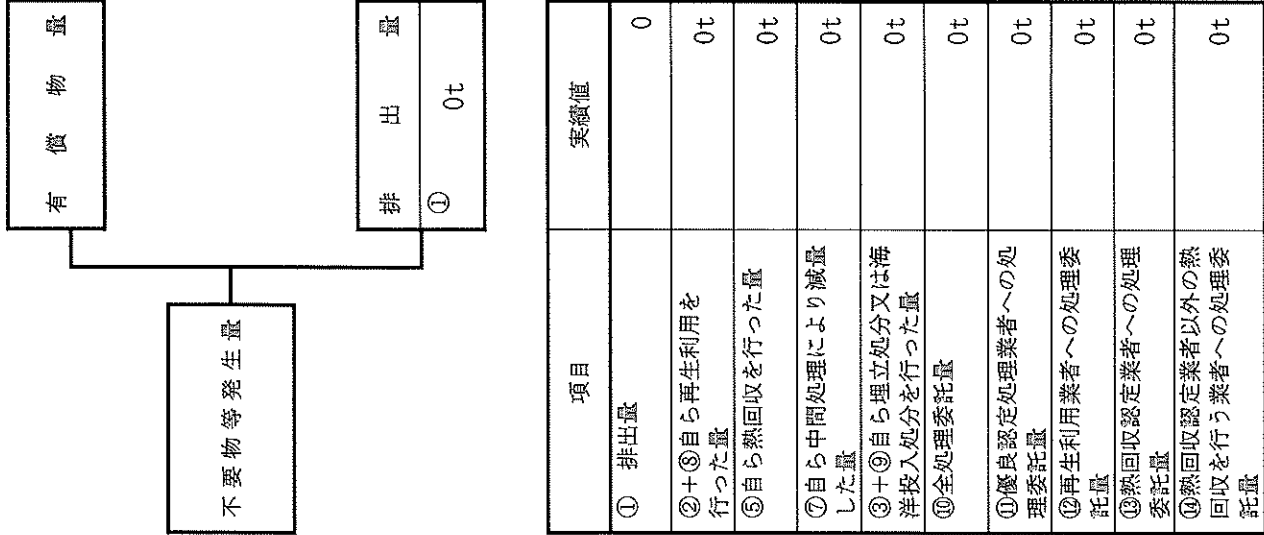 不要物等発生量
有償物量
排出量
① 0t
項目 実績値
① 排出量 0
②+⑧自ら再生利用を
行った量 0t
⑤自ら熱回収を行った量 0t
⑦自ら中間処理により減量
した量 0t
③+⑨自ら埋立処分又は海
洋投入処分を行った量 0t
⑩全処理委託量 0t
⑪優良認定処理業者への処
理委託量 0t
⑫再生利用業者への処理委
託量 0t
⑬熱回収認定業者への処理
委託量 0t
⑭熱回収認定業者以外の熱
回収を行う業者への処理委
託量 0t